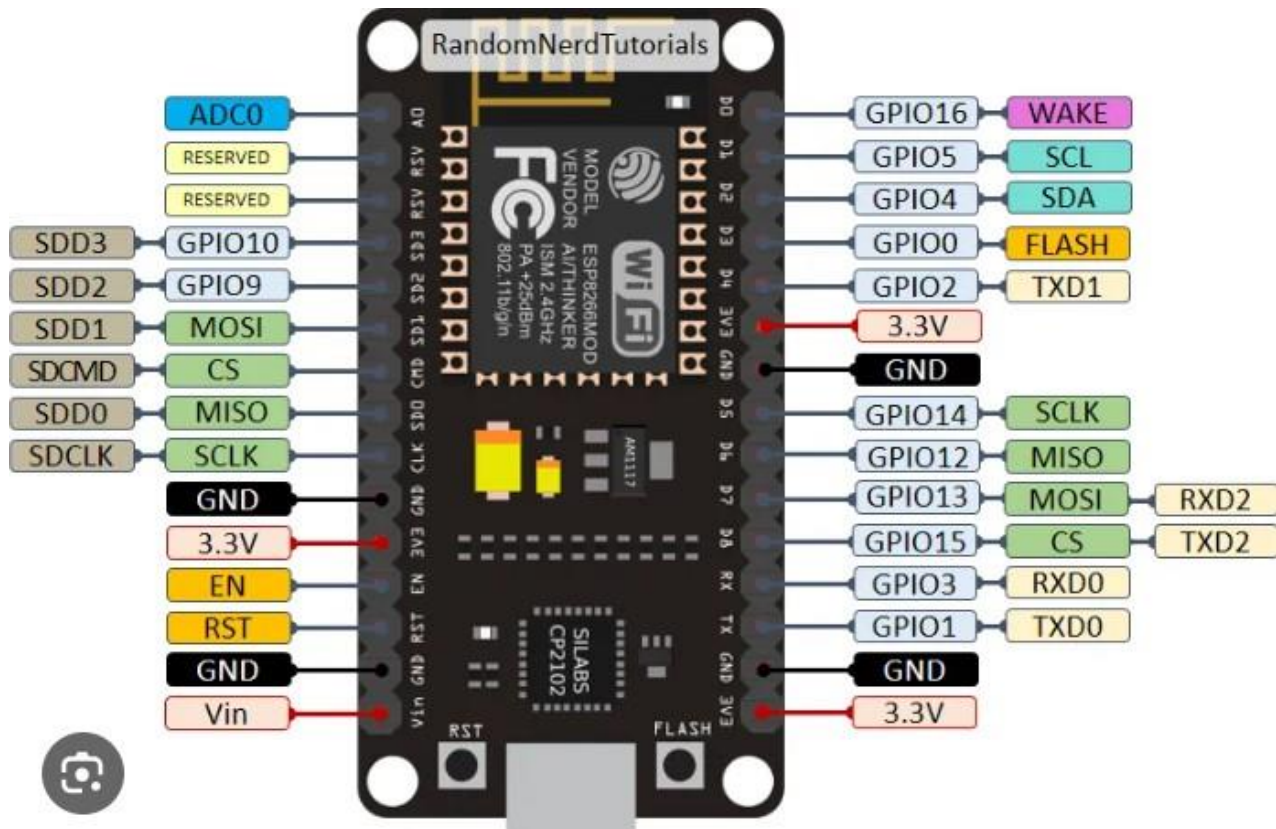 RandomNerdTutorials
ADC0
RESERVED
RESERVED
SDD3 GPIO10
SDD2 GPIO9
SDD1 MOSI
SDCMD CS
SDD0 MISO
SDCLK SCLK
GND
3.3V
EN
RST
GND
Vin
A0
RSV
RSV
SD3
SD2
SD1
CMD
SD0
CLK
GND
3V3
EN
RST
GND
Vin
MODEL
VENDOR
ESP8266MOD
AI/THINKER
ISM 2.4GHz
PA +25dBm
802.11b/g/n
FC
WiFi
AM1117
SILABS
CP2102
RST
FLASH
D0
D1
D2
D3
D4
3V3
GND
D5
D6
D7
D8
RX
TX
GND
3V3
GPIO16 WAKE
GPIO5 SCL
GPIO4 SDA
GPIO0 FLASH
GPIO2 TXD1
3.3V
GND
GPIO14 SCLK
GPIO12 MISO
GPIO13 MOSI RXD2
GPIO15 CS TXD2
GPIO3 RXD0
GPIO1 TXD0
GND
3.3V